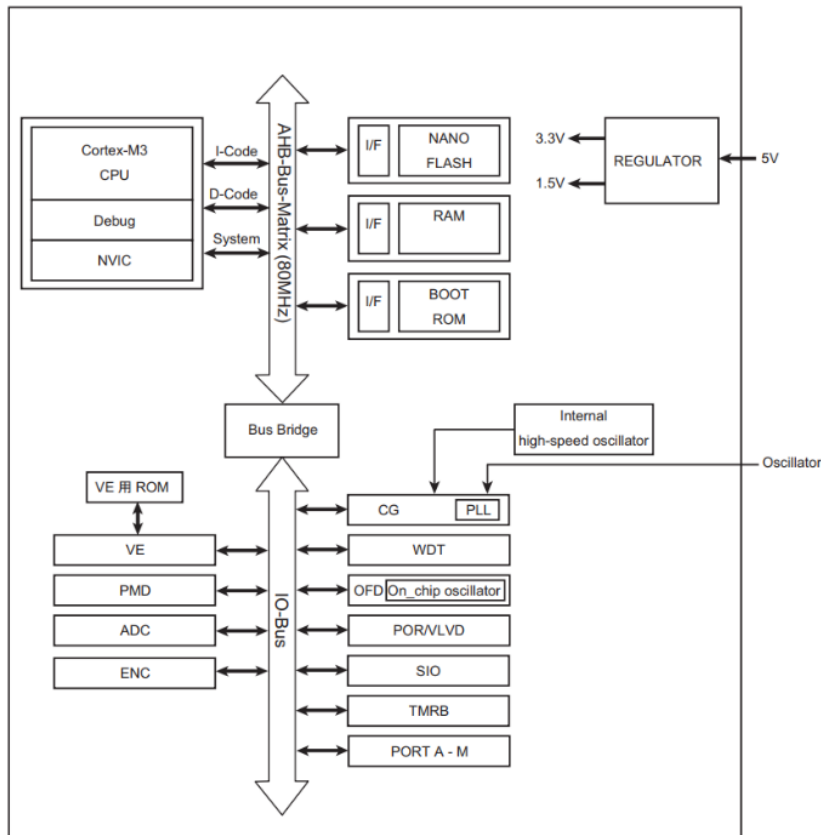 Cortex-M3
CPU
Debug
NVIC
I-Code
D-Code
System
AHB-Bus-Matrix (80MHz)
I/F
NANO
FLASH
I/F
RAM
I/F
BOOT
ROM
3.3V
1.5V
REGULATOR
5V
Bus Bridge
Internal
high-speed oscillator
Oscillator
VE 用 ROM
VE
PMD
ADC
ENC
IO-Bus
CG
PLL
WDT
OFD
On_chip oscillator
POR/VLVD
SIO
TMRB
PORT A - M